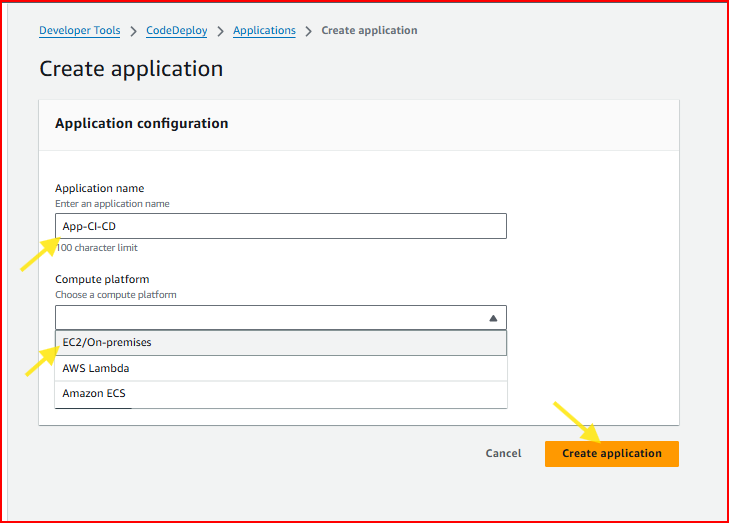 Developer Tools > CodeDeploy > Applications > Create application
Create application
Application configuration
Application name
Enter an application name
App-CI-CD
100 character limit
Compute platform
Choose a compute platform
EC2/On-premises
AWS Lambda
Amazon ECS
Cancel Create application